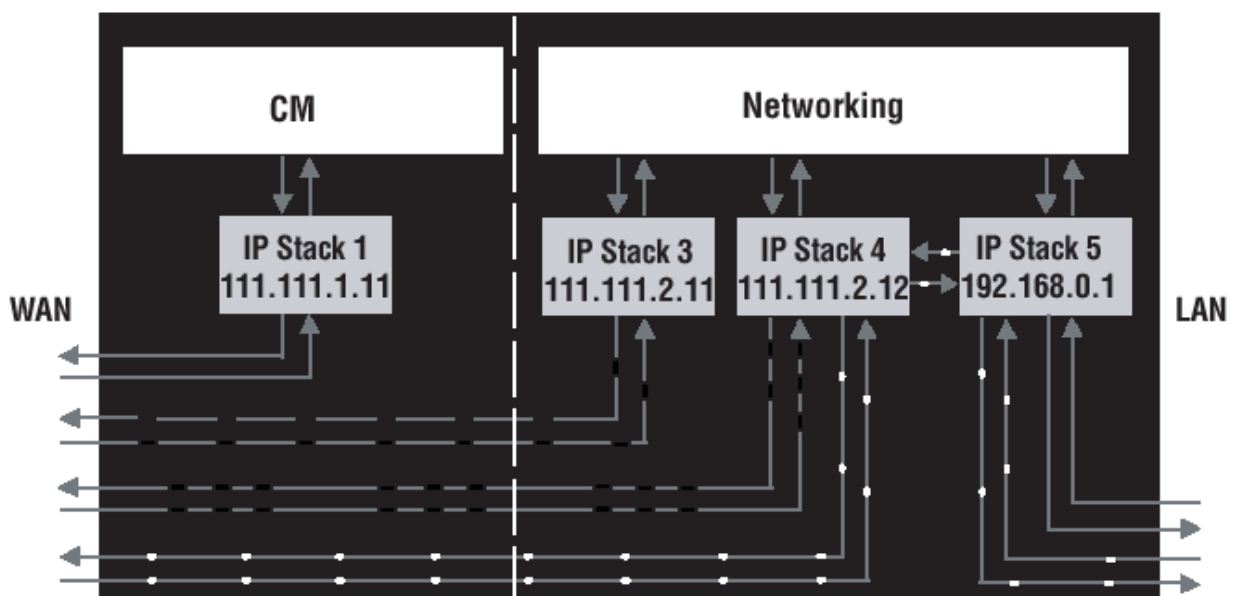 CM
Networking
IP Stack 1
111.111.1.11
IP Stack 3
111.111.2.11
IP Stack 4
111.111.2.12
IP Stack 5
192.168.0.1
WAN
LAN